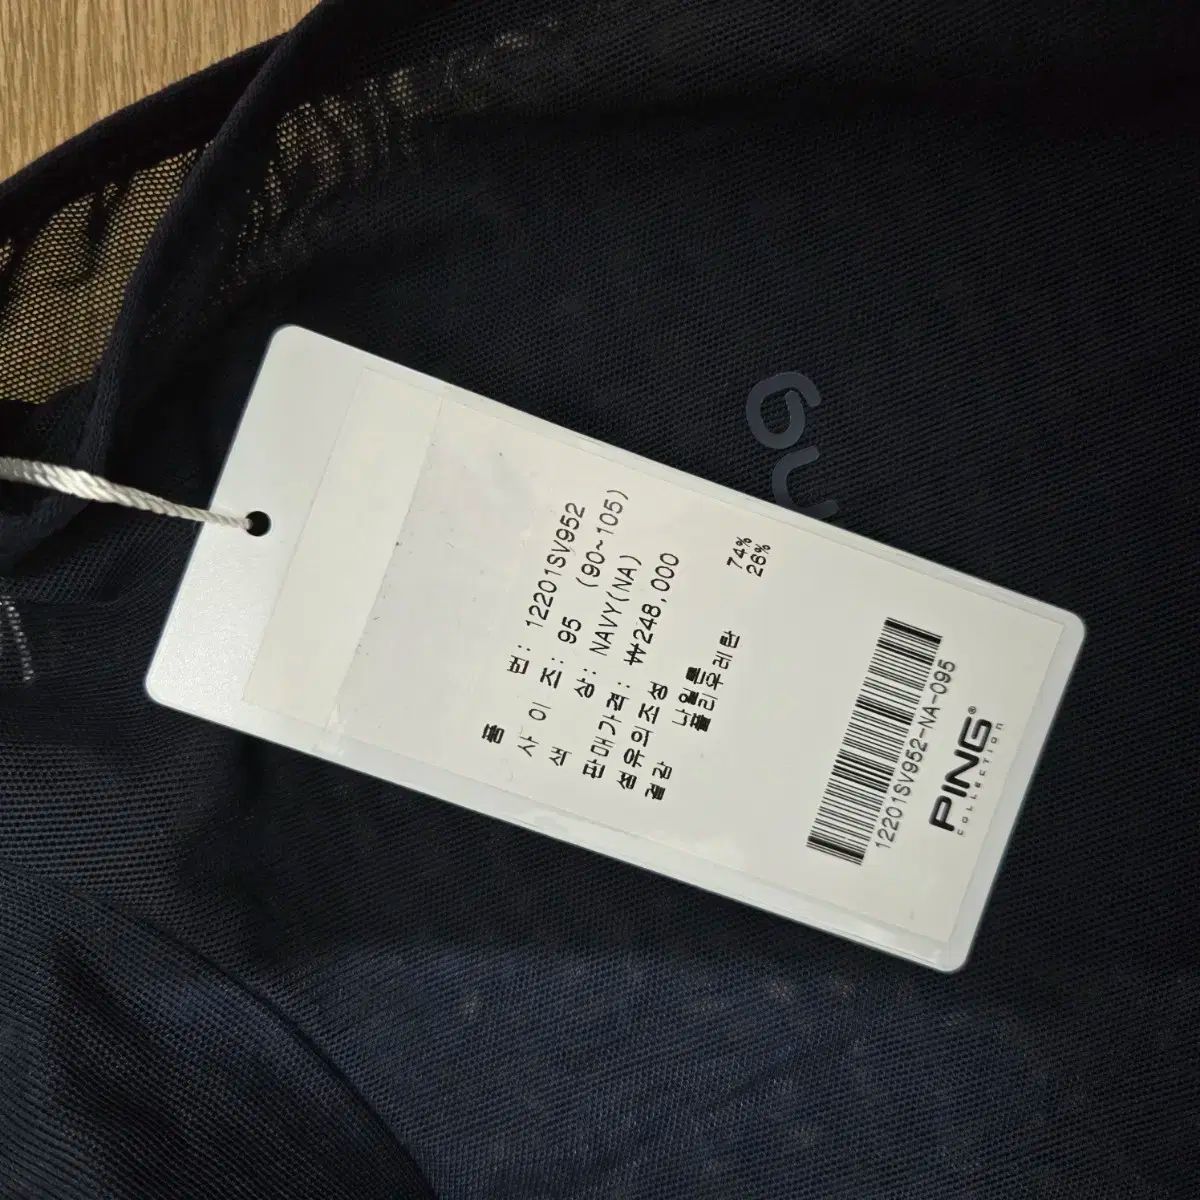 품 번: 12201SV952
사 이 즈: 95 (90~105)
색 상: NAVY(NA)
판매가격: ₩248,000
섬유의조성
겉감 나일론 74%
폴리우레탄 26%
12201SV952-NA-095
PING®
COLLECTION